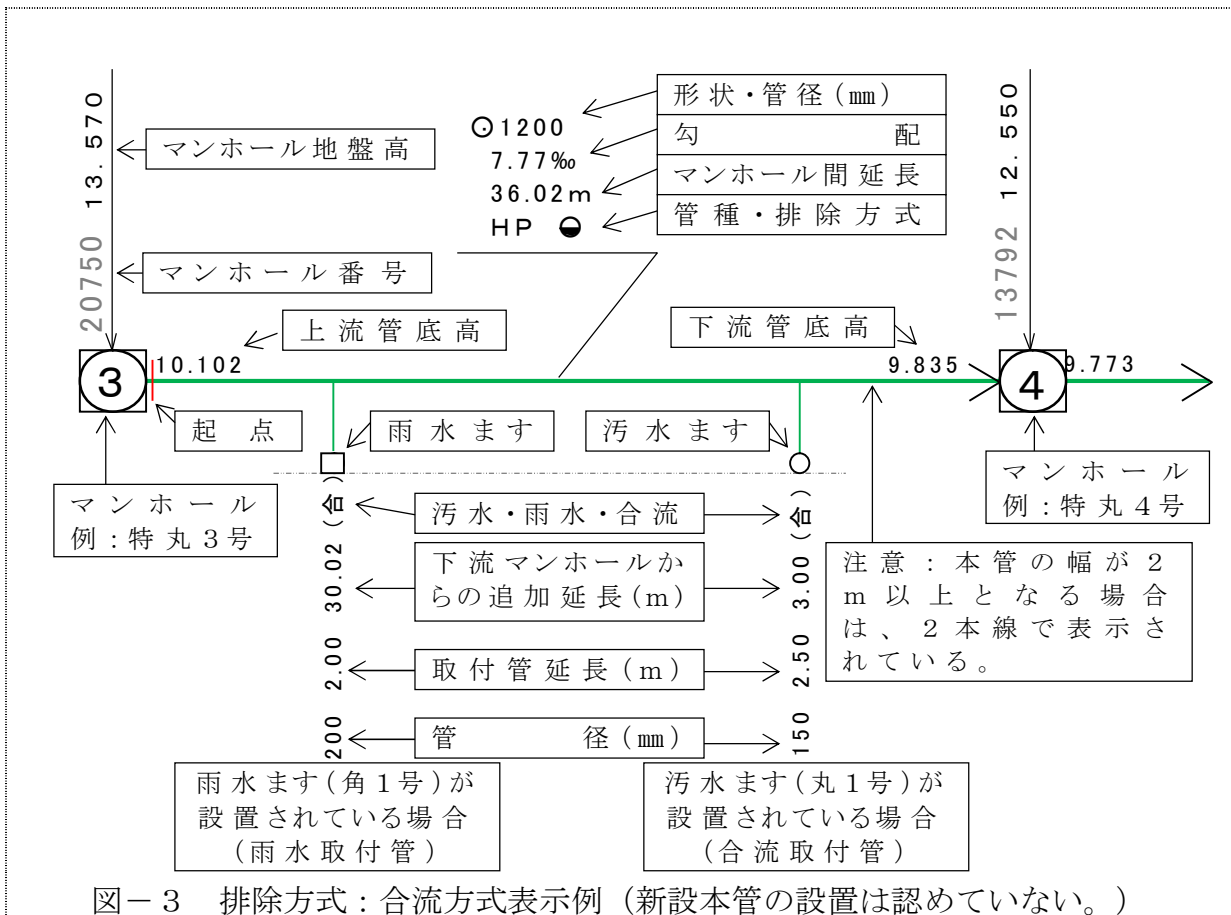 形状・管径(㎜)
勾配
マンホール間延長
管種・排除方式
⊙1200
7.77‰
36.02m
HP
13.570
20750
マンホール地盤高
マンホール番号
12.550
13792
上流管底高
下流管底高
3
10.102
9.835
4
9.773
起点
雨水ます
汚水ます
マンホール
例:特丸3号
マンホール
例:特丸4号
(合) 30.02 2.00 200
汚水・雨水・合流
下流マンホールか
らの追加延長(m)
取付管延長(m)
管径(㎜)
(合) 3.00 2.50 150
注意:本管の幅が2
m以上となる場合
は、2本線で表示さ
れている。
雨水ます(角1号)が
設置されている場合
(雨水取付管)
汚水ます(丸1号)が
設置されている場合
(合流取付管)
図-3 排除方式:合流方式表示例(新設本管の設置は認めていない。)